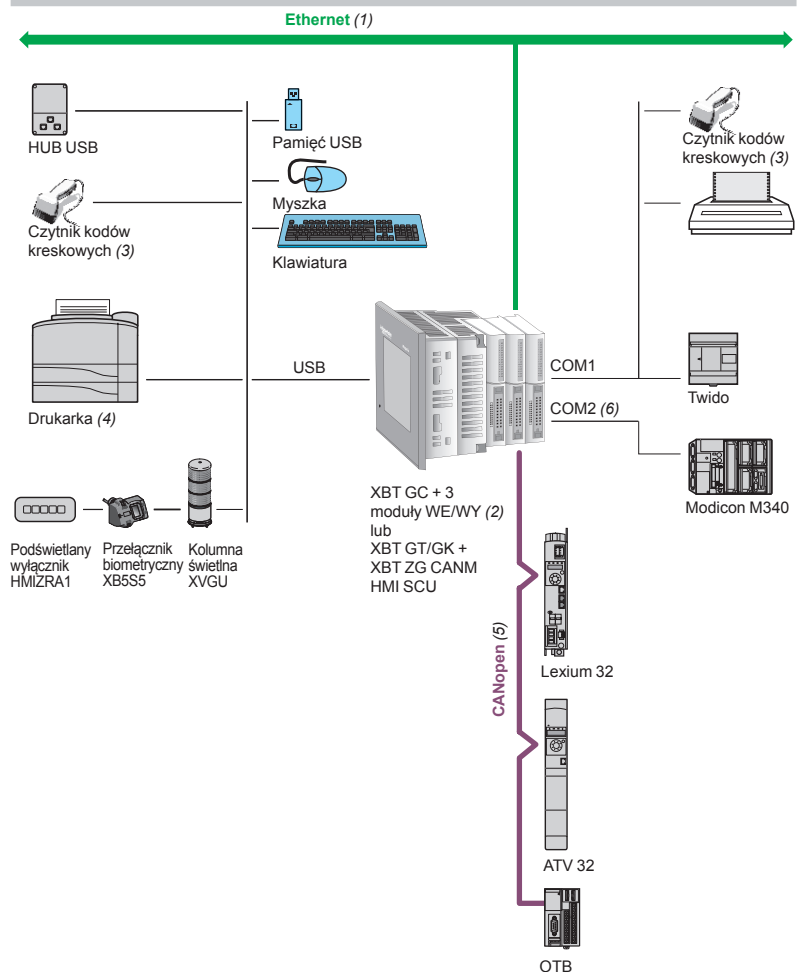 Ethernet (1)
HUB USB
Pamięć USB
Czytnik kodów
kreskowych (3)
Myszka
Czytnik kodów
kreskowych (3)
Klawiatura
USB
COM1
Drukarka (4)
COM2 (6)
Twido
XBT GC + 3
moduły WE/WY (2)
lub
XBT GT/GK +
XBT ZG CANM
HMI SCU
Modicon M340
Podświetlany
wyłącznik
HMIZRA1
Przełącznik
biometryczny
XB5S5
Kolumna
świetlna
XVGU
CANopen (5)
Lexium 32
ATV 32
OTB